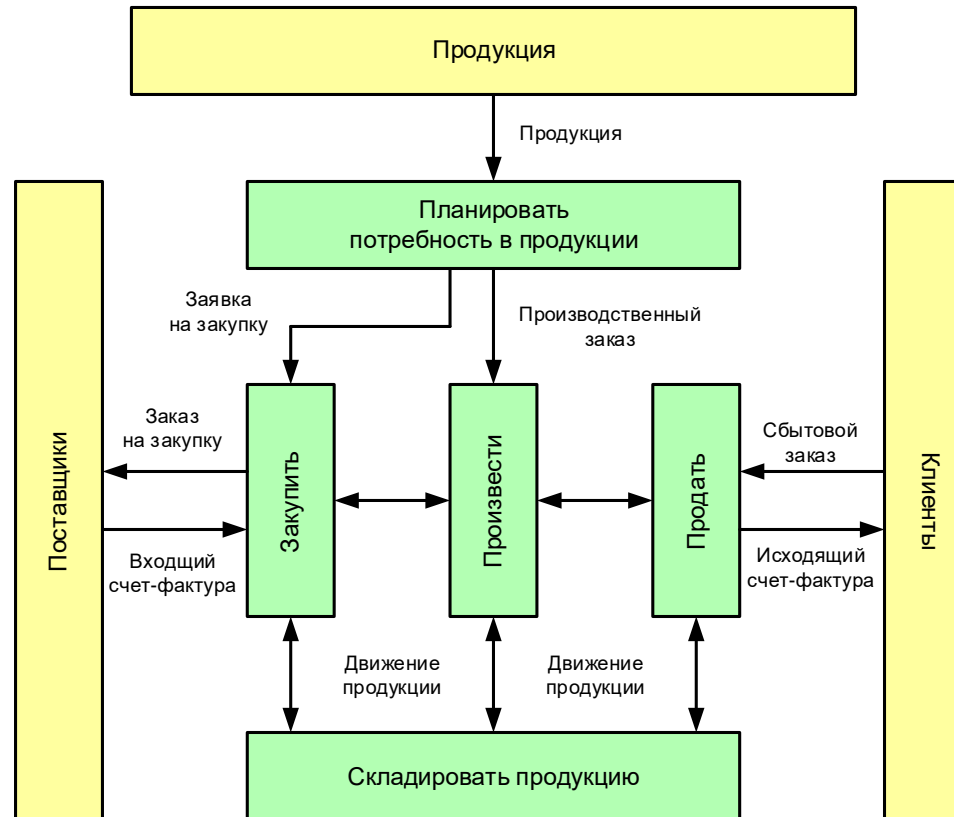 Продукция
Продукция
Планировать
потребность в продукции
Заявка
на закупку
Производственный
заказ
Поставщики
Заказ
на закупку
Входщий
счет-фактура
Закупить
Произвести
Продать
Сбытовой
заказ
Исходящий
счет-фактура
Клиенты
Движение
продукции
Движение
продукции
Складировать продукцию